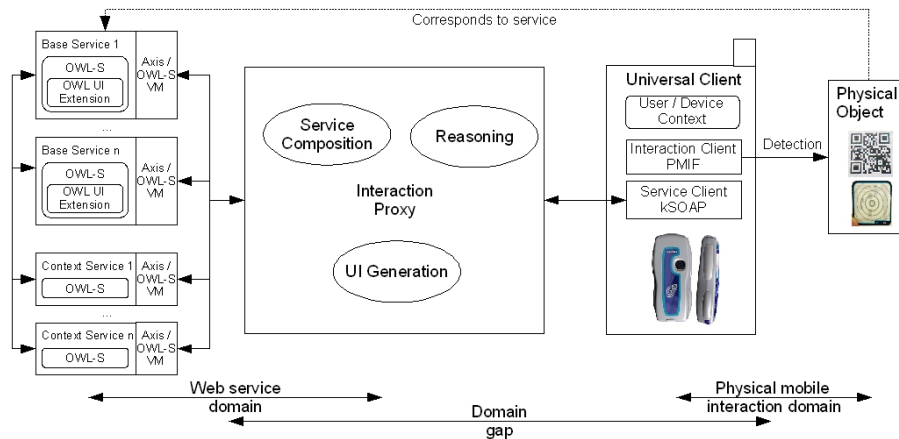 Corresponds to service
Base Service 1
OWL-S
OWL UI
Extension
Axis /
OWL-S
VM
...
Base Service n
OWL-S
OWL UI
Extension
Axis /
OWL-S
VM
Context Service 1
OWL-S
Axis /
OWL-S
VM
...
Context Service n
OWL-S
Axis /
OWL-S
VM
Service
Composition
Reasoning
Interaction
Proxy
UI Generation
Universal Client
User / Device
Context
Interaction Client
PMIF
Service Client
kSOAP
Detection
Physical
Object
Web service
domain
Domain
gap
Physical mobile
interaction domain